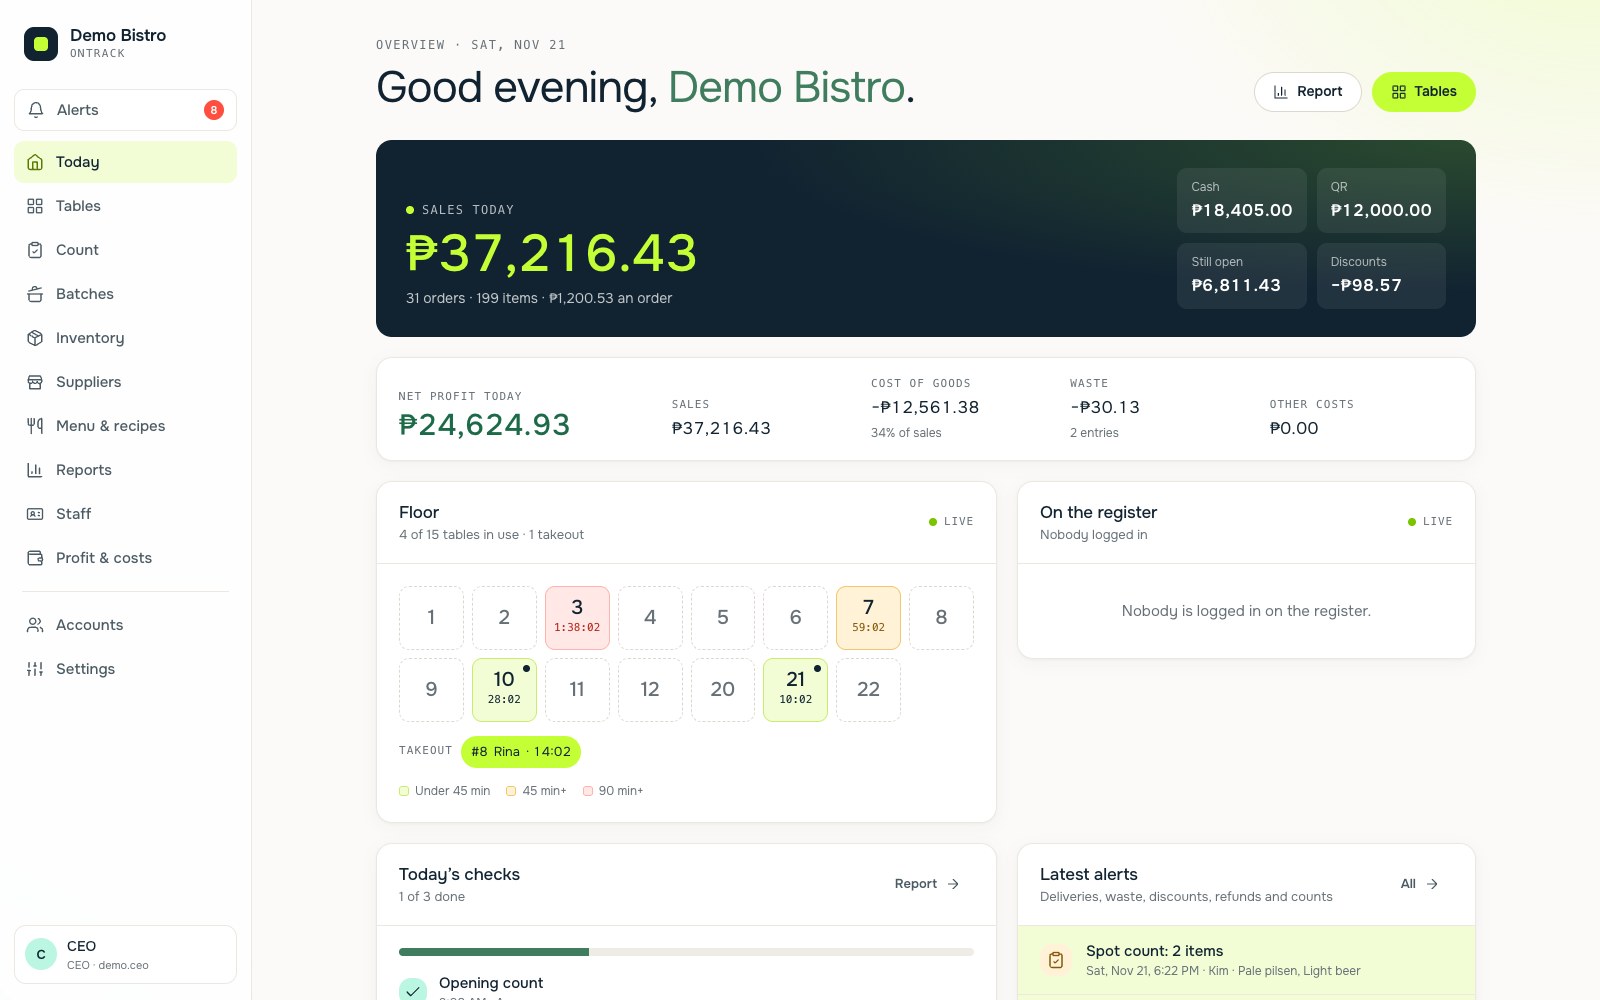 Demo Bistro
ONTRACK
Alerts 8
Today
Tables
Count
Batches
Inventory
Suppliers
Menu & recipes
Reports
Staff
Profit & costs
Accounts
Settings
C CEO
CEO · demo.ceo
OVERVIEW · SAT, NOV 21
Good evening, Demo Bistro.
Report
Tables
SALES TODAY
₱37,216.43
31 orders · 199 items · ₱1,200.53 an order
Cash
₱18,405.00
QR
₱12,000.00
Still open
₱6,811.43
Discounts
−₱98.57
NET PROFIT TODAY
₱24,624.93
SALES
₱37,216.43
COST OF GOODS
−₱12,561.38
34% of sales
WASTE
−₱30.13
2 entries
OTHER COSTS
₱0.00
Floor
4 of 15 tables in use · 1 takeout
LIVE
1
2
3
1:38:02
4
5
6
7
59:02
8
9
10
28:02
11
12
20
21
10:02
22
TAKEOUT #8 Rina · 14:02
Under 45 min
45 min+
90 min+
On the register
Nobody logged in
LIVE
Nobody is logged in on the register.
Today’s checks
1 of 3 done
Report
Opening count
Latest alerts
Deliveries, waste, discounts, refunds and counts
All
Spot count: 2 items
Sat, Nov 21, 6:22 PM · Kim · Pale pilsen, Light beer